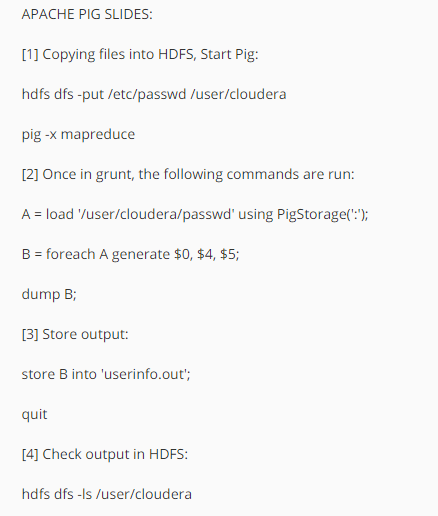 APACHE PIG SLIDES:
[1] Copying files into HDFS, Start Pig:
hdfs dfs -put /etc/passwd /user/cloudera
pig -x mapreduce
[2] Once in grunt, the following commands are run:
A = load '/user/cloudera/passwd' using PigStorage(':');
B = foreach A generate $0, $4, $5;
dump B;
[3] Store output:
store B into 'userinfo.out';
quit
[4] Check output in HDFS:
hdfs dfs -ls /user/cloudera